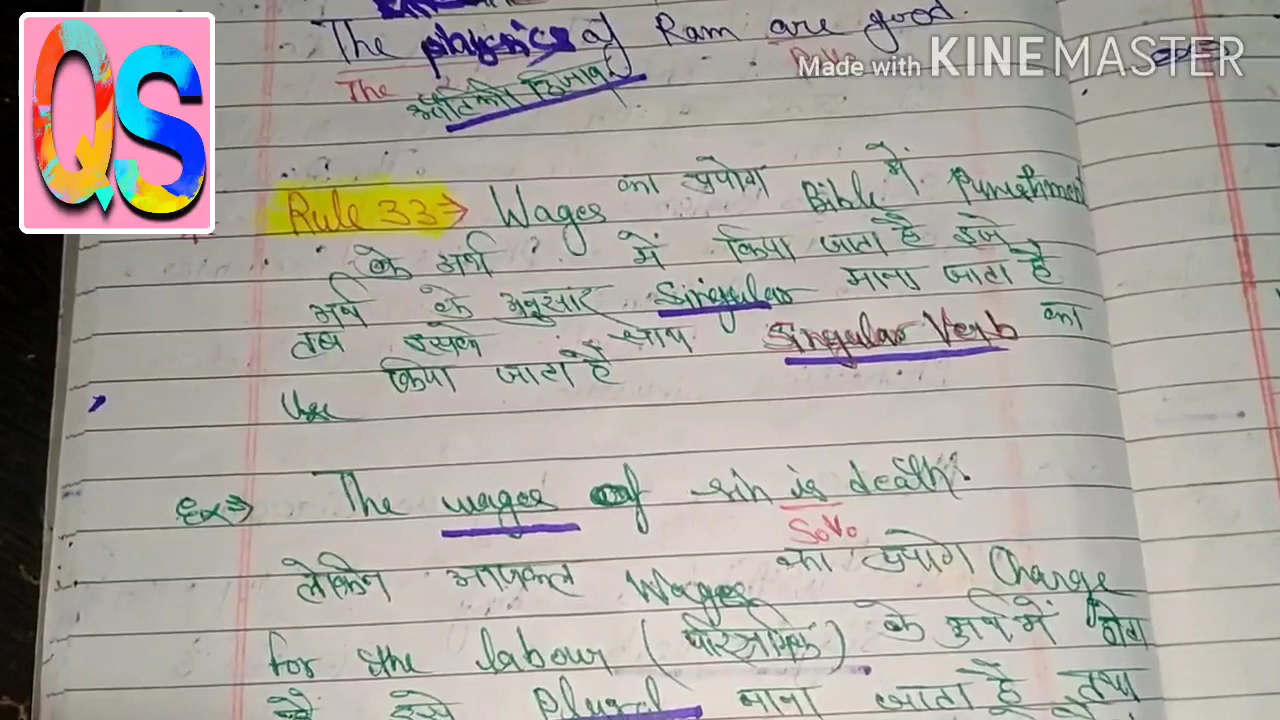 The physics of Ram are good.
The P.V.
भौतिकी
QS
Made with KINEMASTER
Rule 33⇒ Wages का प्रयोग Bible में Punishment
के अर्थ में किया जाता है इसे
अर्थ के अनुसार Singular माना जाता है
तब इसके साथ Singular Verb का
Use किया जाता है
Ex⇒ The wages of sin is death.
S.V.
लेकिन आजकल Wages का प्रयोग Charge
for the labour (पारिश्रमिक) के अर्थ में होता
है इसे Plural माना जाता है तथा